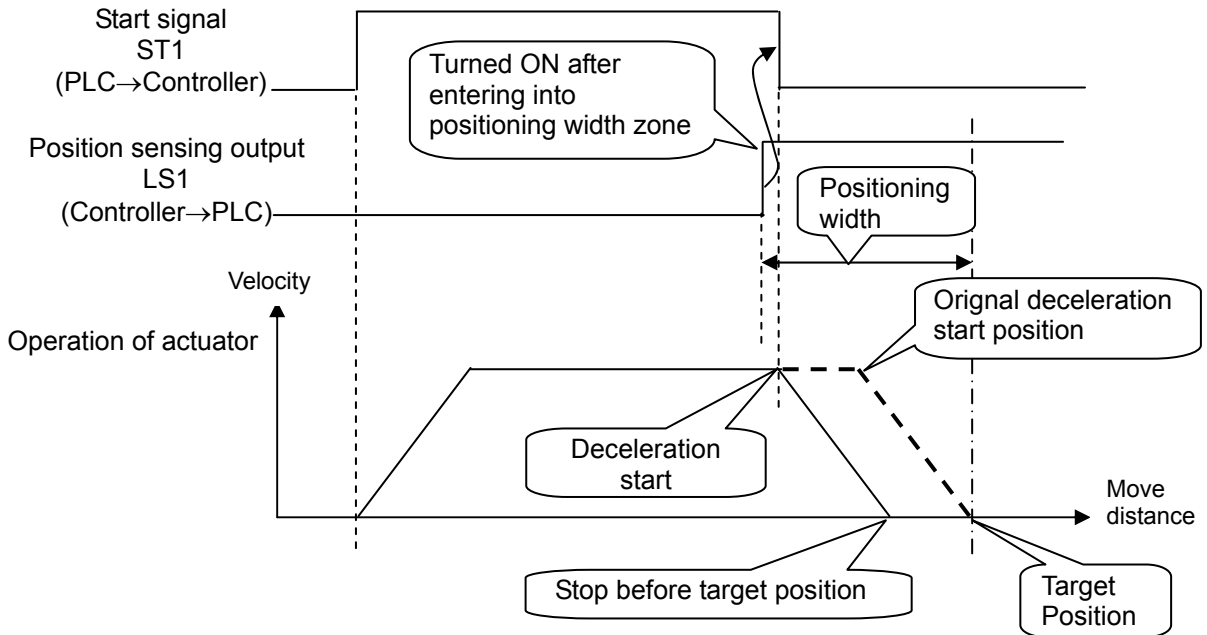 Start signal
ST1
(PLC→Controller)
Turned ON after
entering into
positioning width zone
Position sensing output
LS1
(Controller→PLC)
Positioning
width
Velocity
Orignal deceleration
start position
Operation of actuator
Deceleration
start
Move
distance
Stop before target position
Target
Position